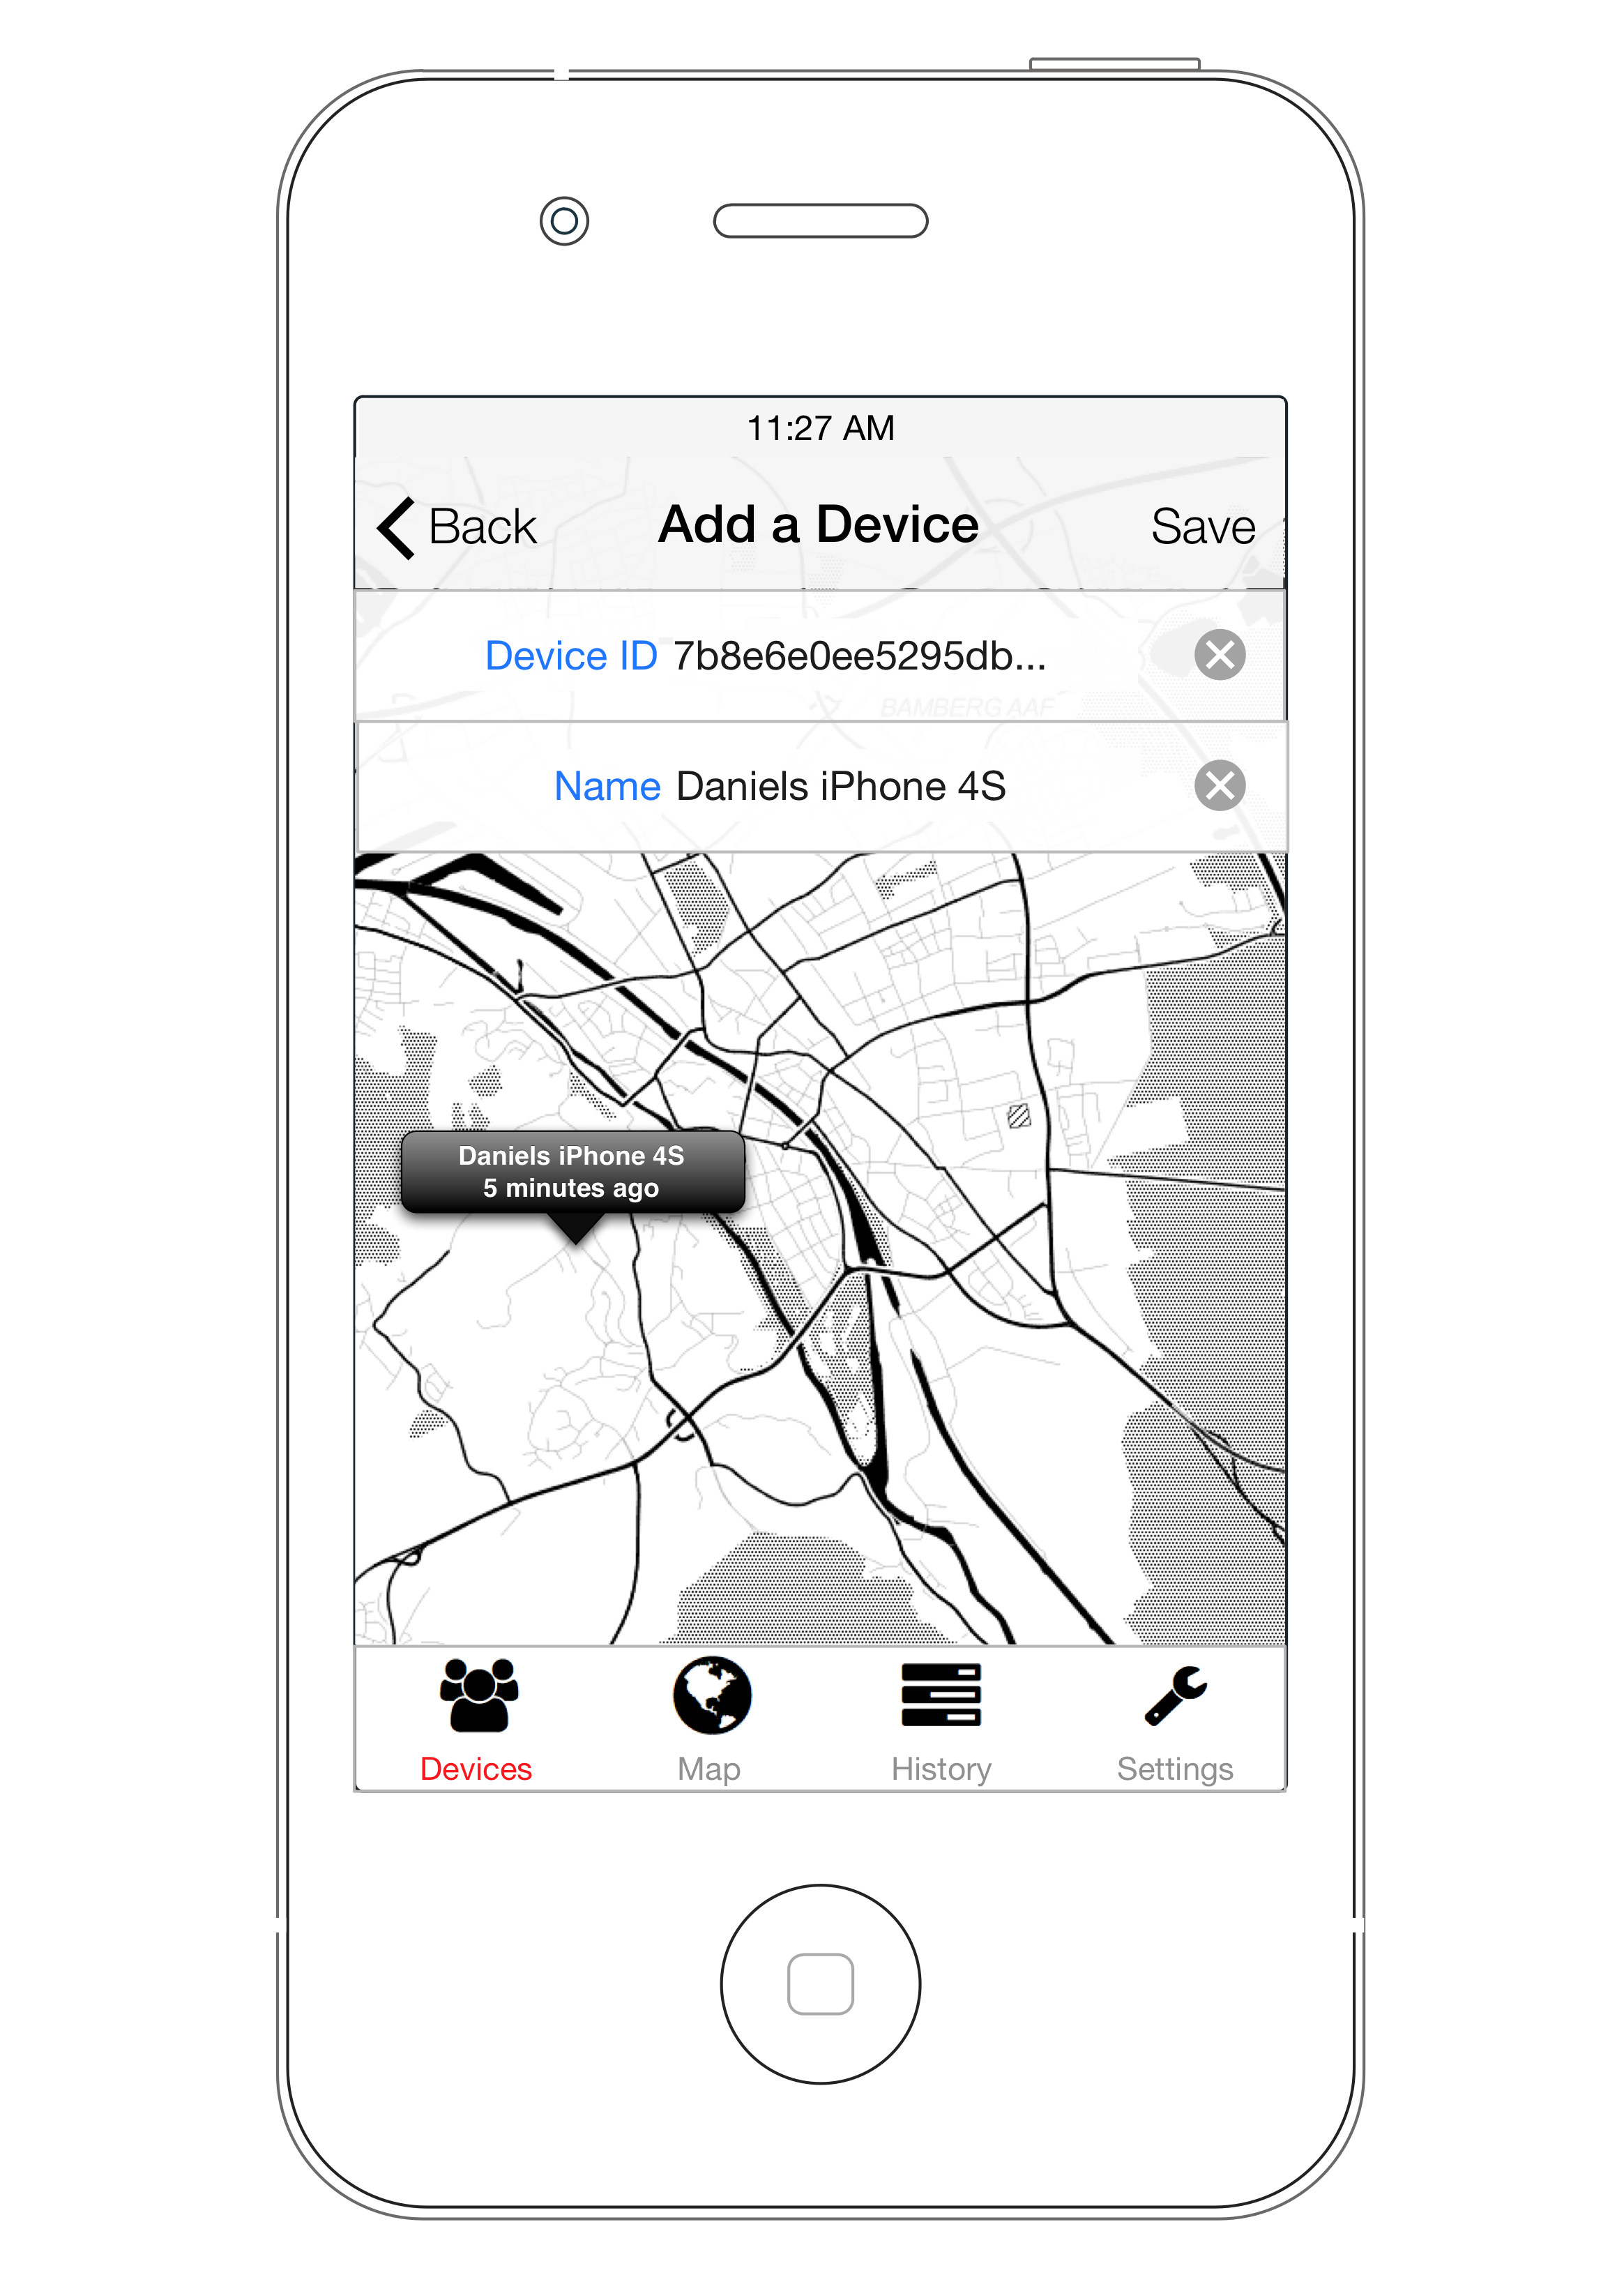 11:27 AM
Back Add a Device Save
Device ID 7b8e6e0ee5295db...
BAMBERG AAF
Name Daniels iPhone 4S
Daniels iPhone 4S
5 minutes ago
Devices Map History Settings